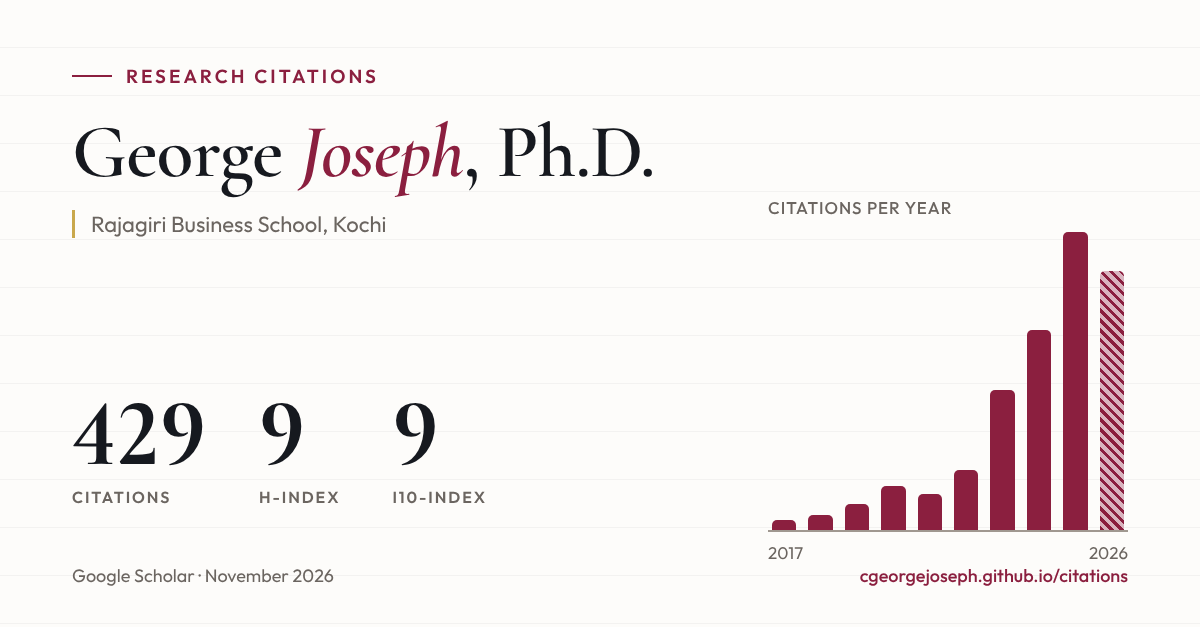 RESEARCH CITATIONS
George Joseph, Ph.D.
Rajagiri Business School, Kochi
CITATIONS PER YEAR
429 9 9
CITATIONS H-INDEX I10-INDEX
2017 2026
Google Scholar · November 2026
cgeorgejoseph.github.io/citations